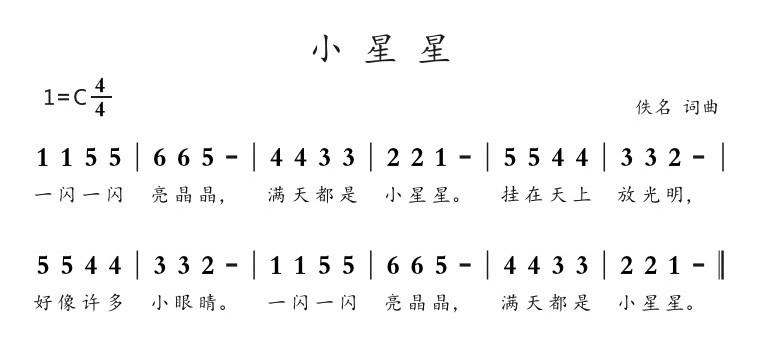 小星星
1=C 4/4
佚名 词曲
1 1 5 5 | 6 6 5 - | 4 4 3 3 | 2 2 1 - | 5 5 4 4 | 3 3 2 - |
一闪一闪 亮晶晶, 满天都是 小星星。 挂在天上 放光明,
5 5 4 4 | 3 3 2 - | 1 1 5 5 | 6 6 5 - | 4 4 3 3 | 2 2 1 - ‖
好像许多 小眼睛。 一闪一闪 亮晶晶, 满天都是 小星星。